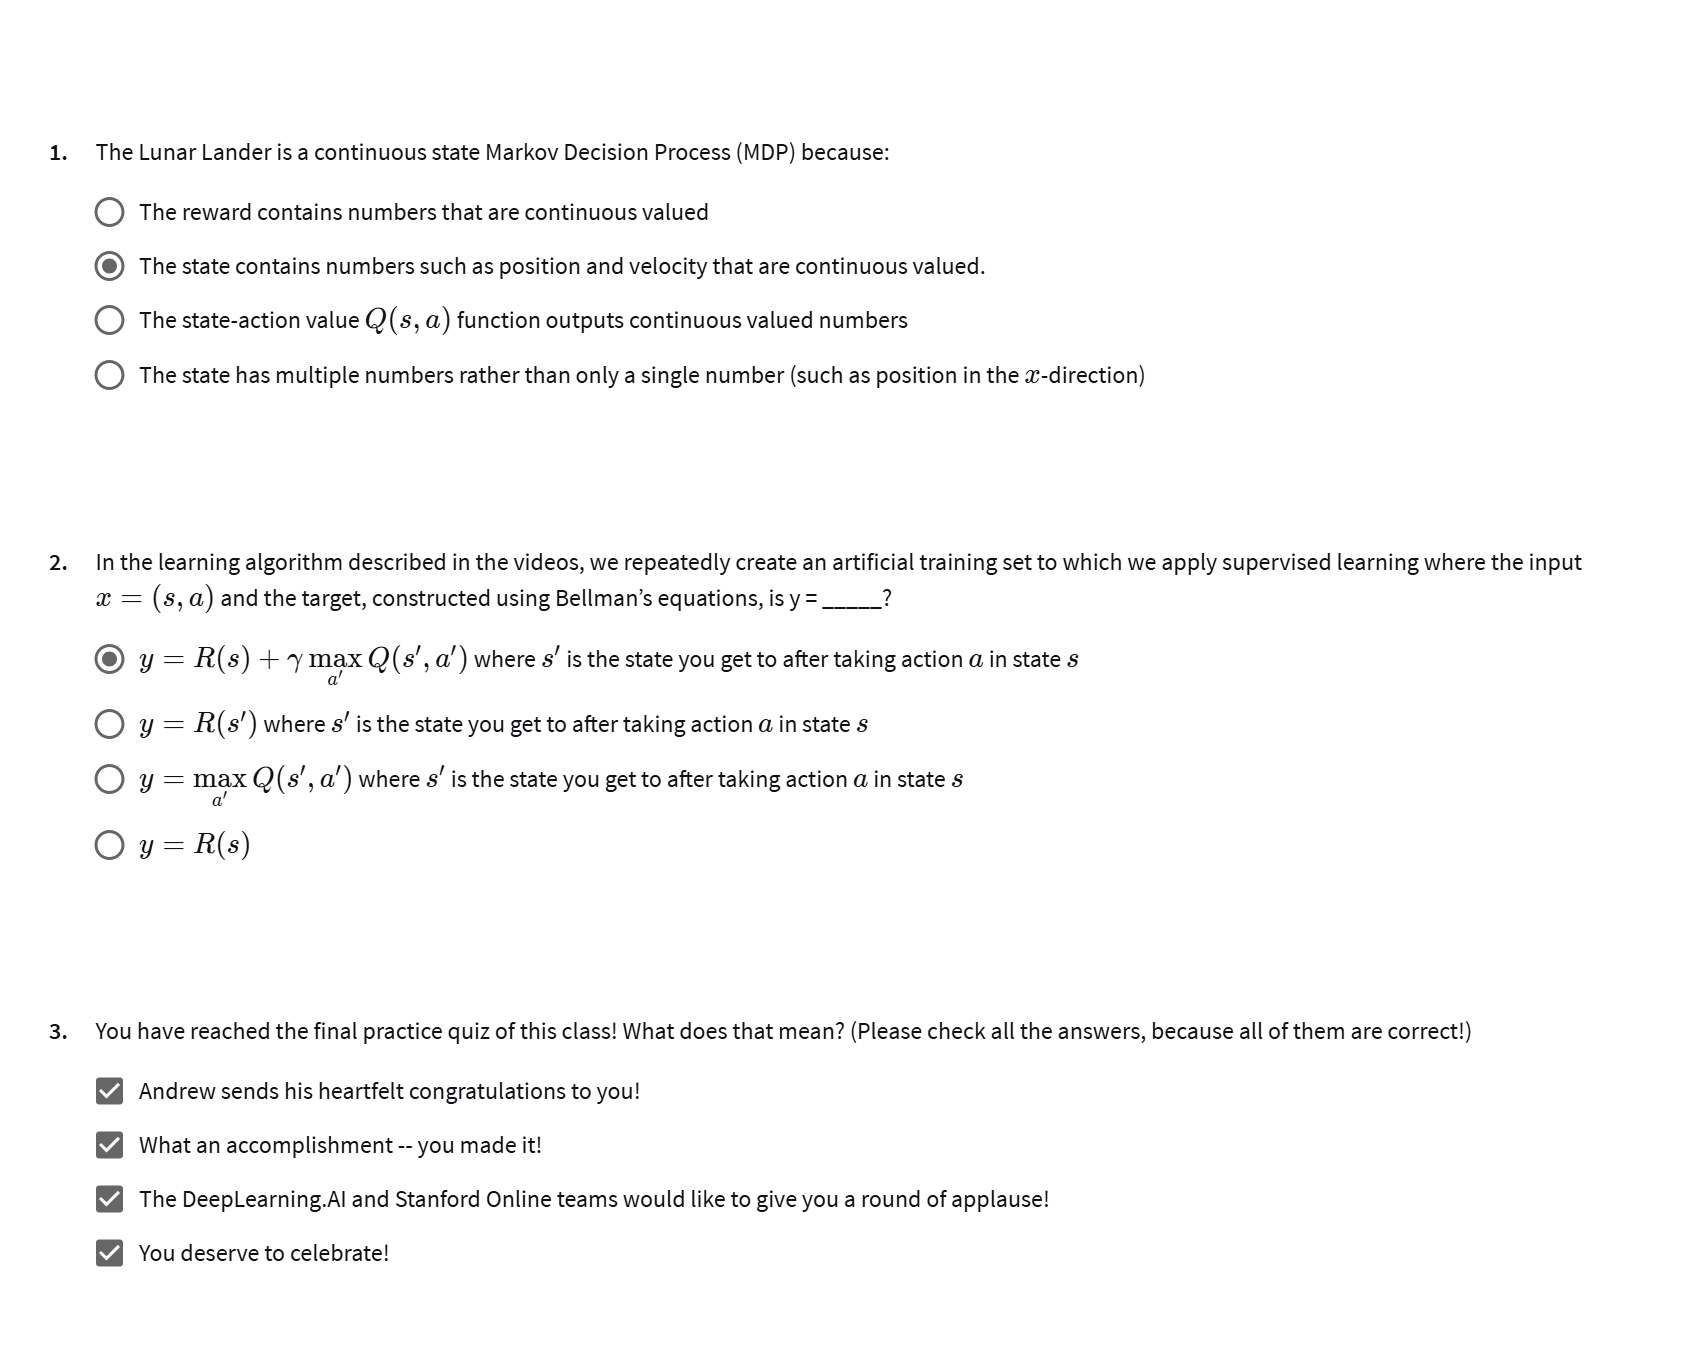 1. The Lunar Lander is a continuous state Markov Decision Process (MDP) because:
The reward contains numbers that are continuous valued
The state contains numbers such as position and velocity that are continuous valued.
The state-action value Q(s, a) function outputs continuous valued numbers
The state has multiple numbers rather than only a single number (such as position in the x-direction)
2. In the learning algorithm described in the videos, we repeatedly create an artificial training set to which we apply supervised learning where the input
x = (s, a) and the target, constructed using Bellman’s equations, is y = _____?
y = R(s) + γ max_{a′} Q(s′, a′) where s′ is the state you get to after taking action a in state s
y = R(s′) where s′ is the state you get to after taking action a in state s
y = max_{a′} Q(s′, a′) where s′ is the state you get to after taking action a in state s
y = R(s)
3. You have reached the final practice quiz of this class! What does that mean? (Please check all the answers, because all of them are correct!)
Andrew sends his heartfelt congratulations to you!
What an accomplishment -- you made it!
The DeepLearning.AI and Stanford Online teams would like to give you a round of applause!
You deserve to celebrate!